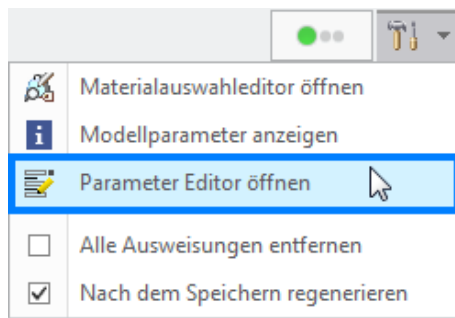 Materialauswahleditor öffnen
i Modellparameter anzeigen
Parameter Editor öffnen
Alle Ausweisungen entfernen
Nach dem Speichern regenerieren